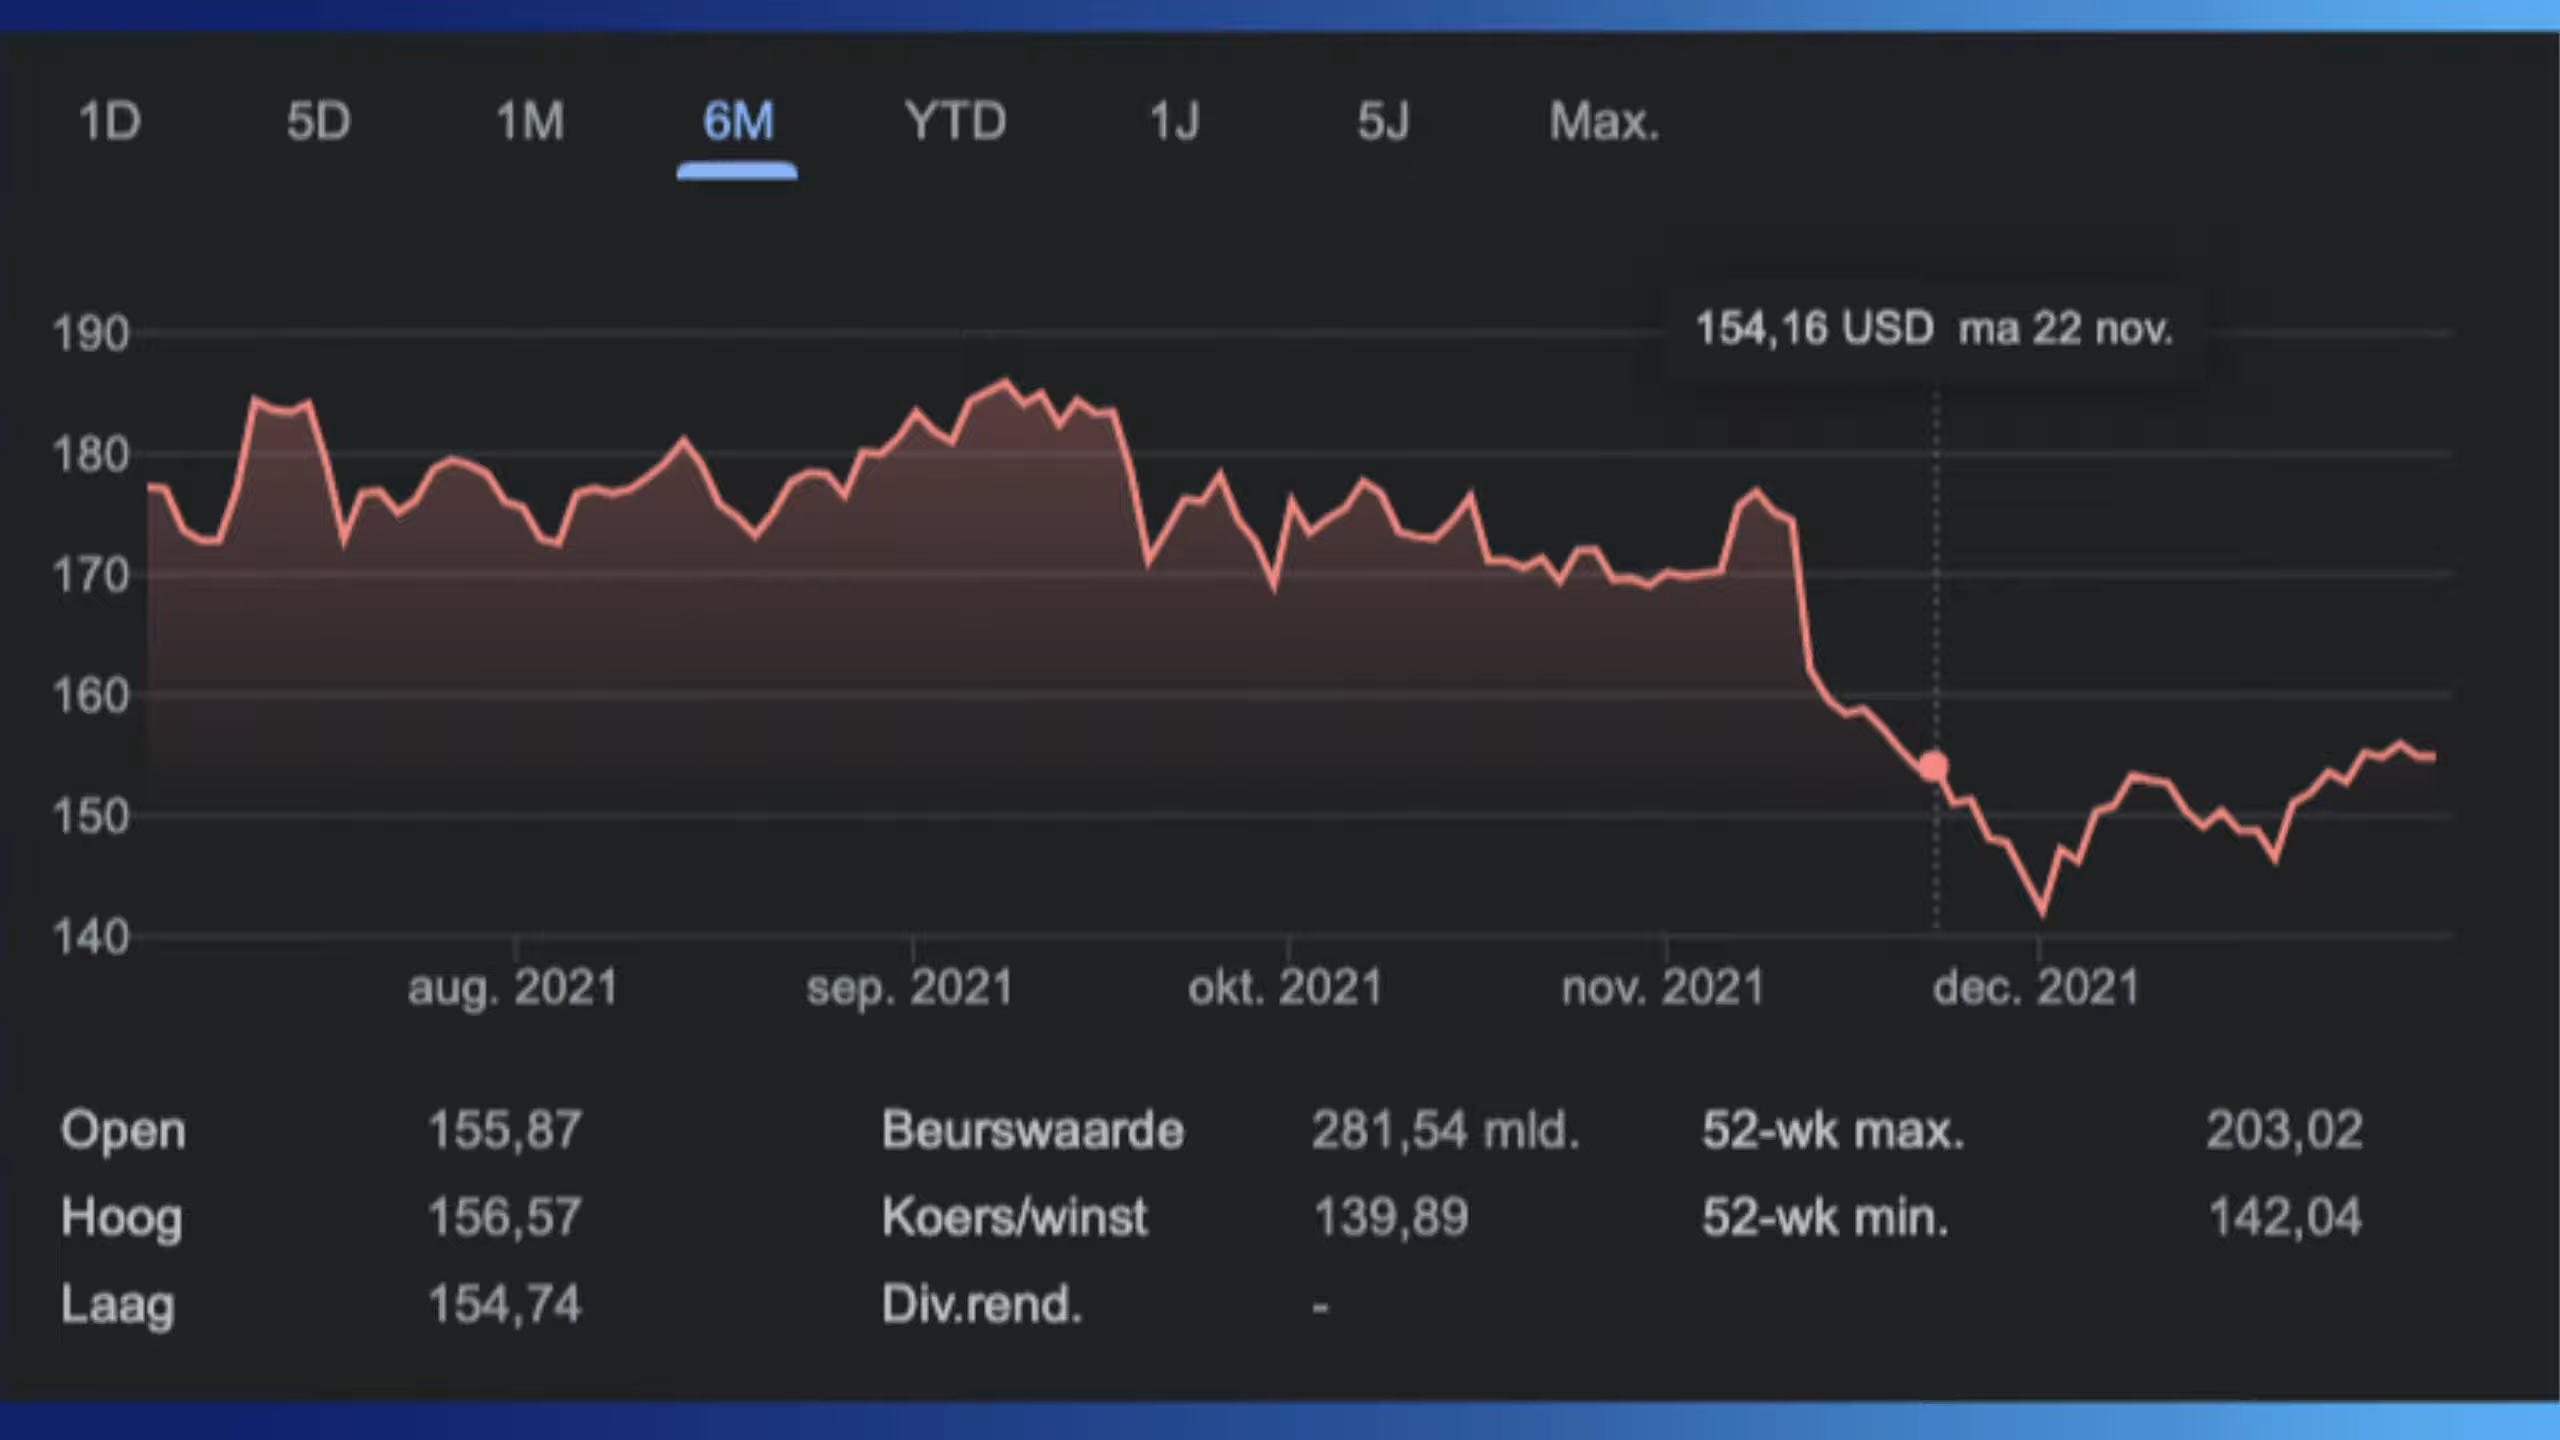 1D 5D 1M 6M YTD 1J 5J Max.
154,16 USD ma 22 nov.
190
180
170
160
150
140
aug. 2021 sep. 2021 okt. 2021 nov. 2021 dec. 2021
Open 155,87 Beurswaarde 281,54 mld. 52-wk max. 203,02
Hoog 156,57 Koers/winst 139,89 52-wk min. 142,04
Laag 154,74 Div.rend. -